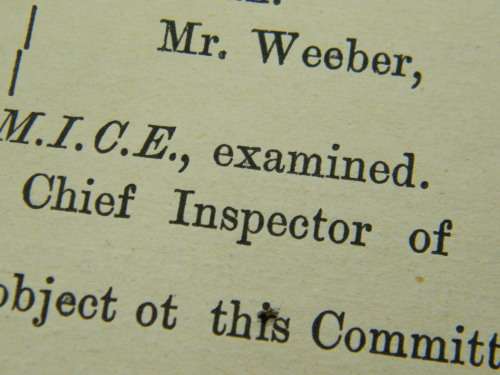 Mr. Weeber,
M.I.C.E., examined.
Chief Inspector of
object ot this Committ